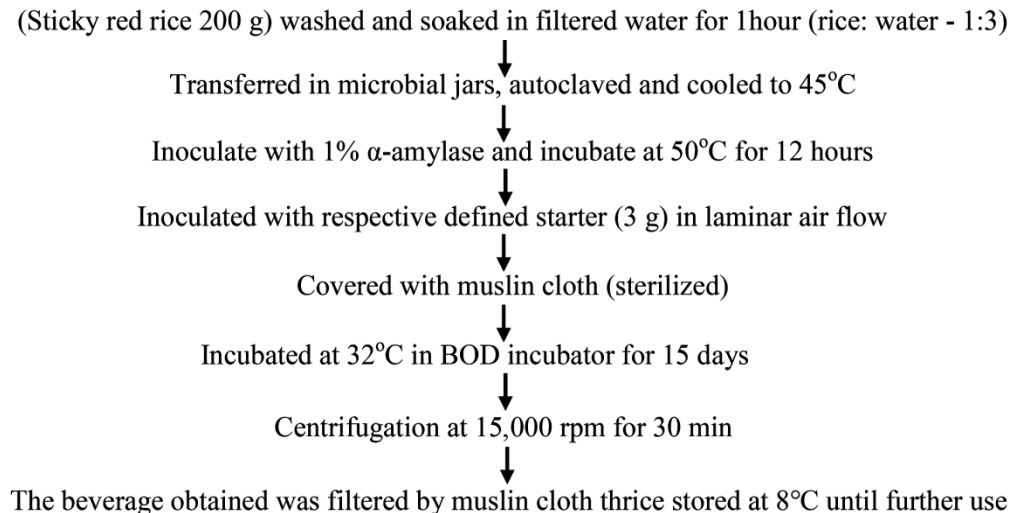 (Sticky red rice 200 g) washed and soaked in filtered water for 1hour (rice: water - 1:3)
Transferred in microbial jars, autoclaved and cooled to 45°C
Inoculate with 1% α-amylase and incubate at 50°C for 12 hours
Inoculated with respective defined starter (3 g) in laminar air flow
Covered with muslin cloth (sterilized)
Incubated at 32°C in BOD incubator for 15 days
Centrifugation at 15,000 rpm for 30 min
The beverage obtained was filtered by muslin cloth thrice stored at 8°C until further use